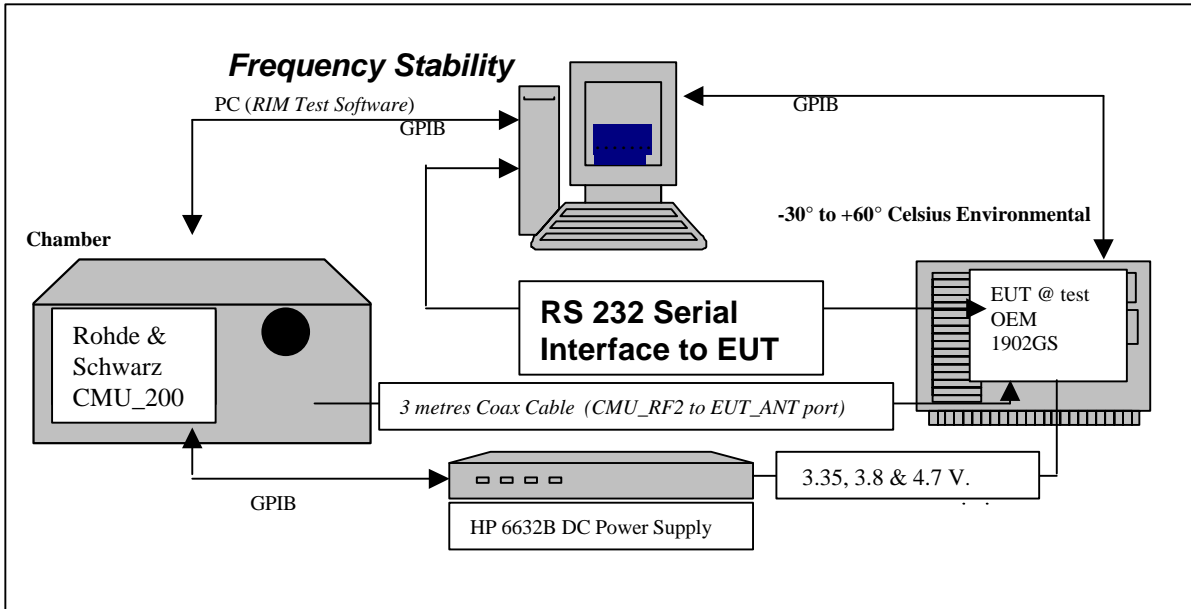 Frequency Stability
PC (RIM Test Software)
GPIB
GPIB
-30° to +60° Celsius Environmental
Chamber
Rohde &
Schwarz
CMU_200
RS 232 Serial
Interface to EUT
EUT @ test
OEM
1902GS
3 metres Coax Cable (CMU_RF2 to EUT_ANT port)
GPIB
3.35, 3.8 & 4.7 V.
HP 6632B DC Power Supply